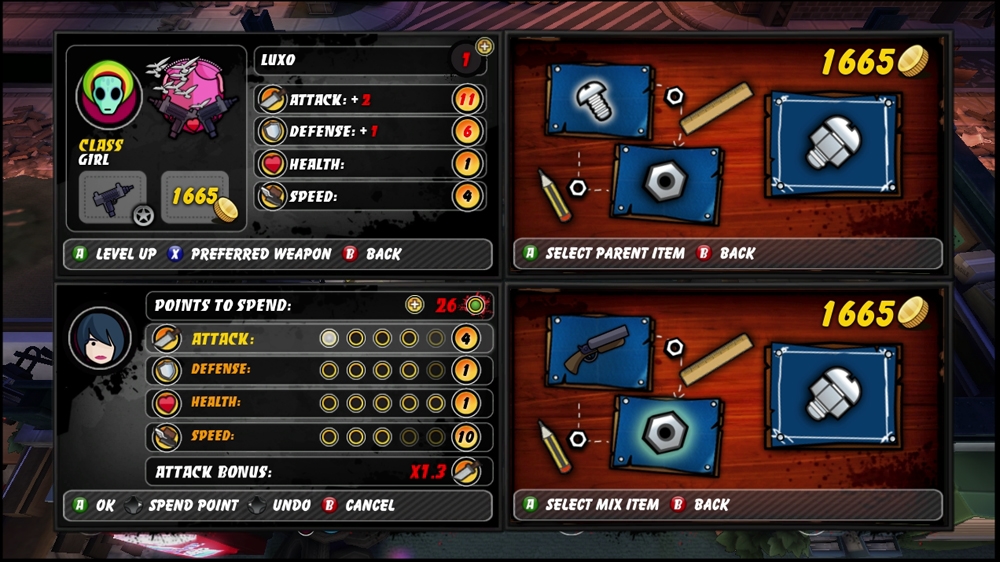 LUXO 1
ATTACK: + 2 11
DEFENSE: + 1 6
HEALTH: 1
SPEED: 4
CLASS
GIRL
1665
A LEVEL UP X PREFERRED WEAPON B BACK
1665
A SELECT PARENT ITEM B BACK
POINTS TO SPEND: 26
ATTACK: 4
DEFENSE: 1
HEALTH: 1
SPEED: 10
ATTACK BONUS: X1.3
A OK SPEND POINT UNDO B CANCEL
1665
A SELECT MIX ITEM B BACK